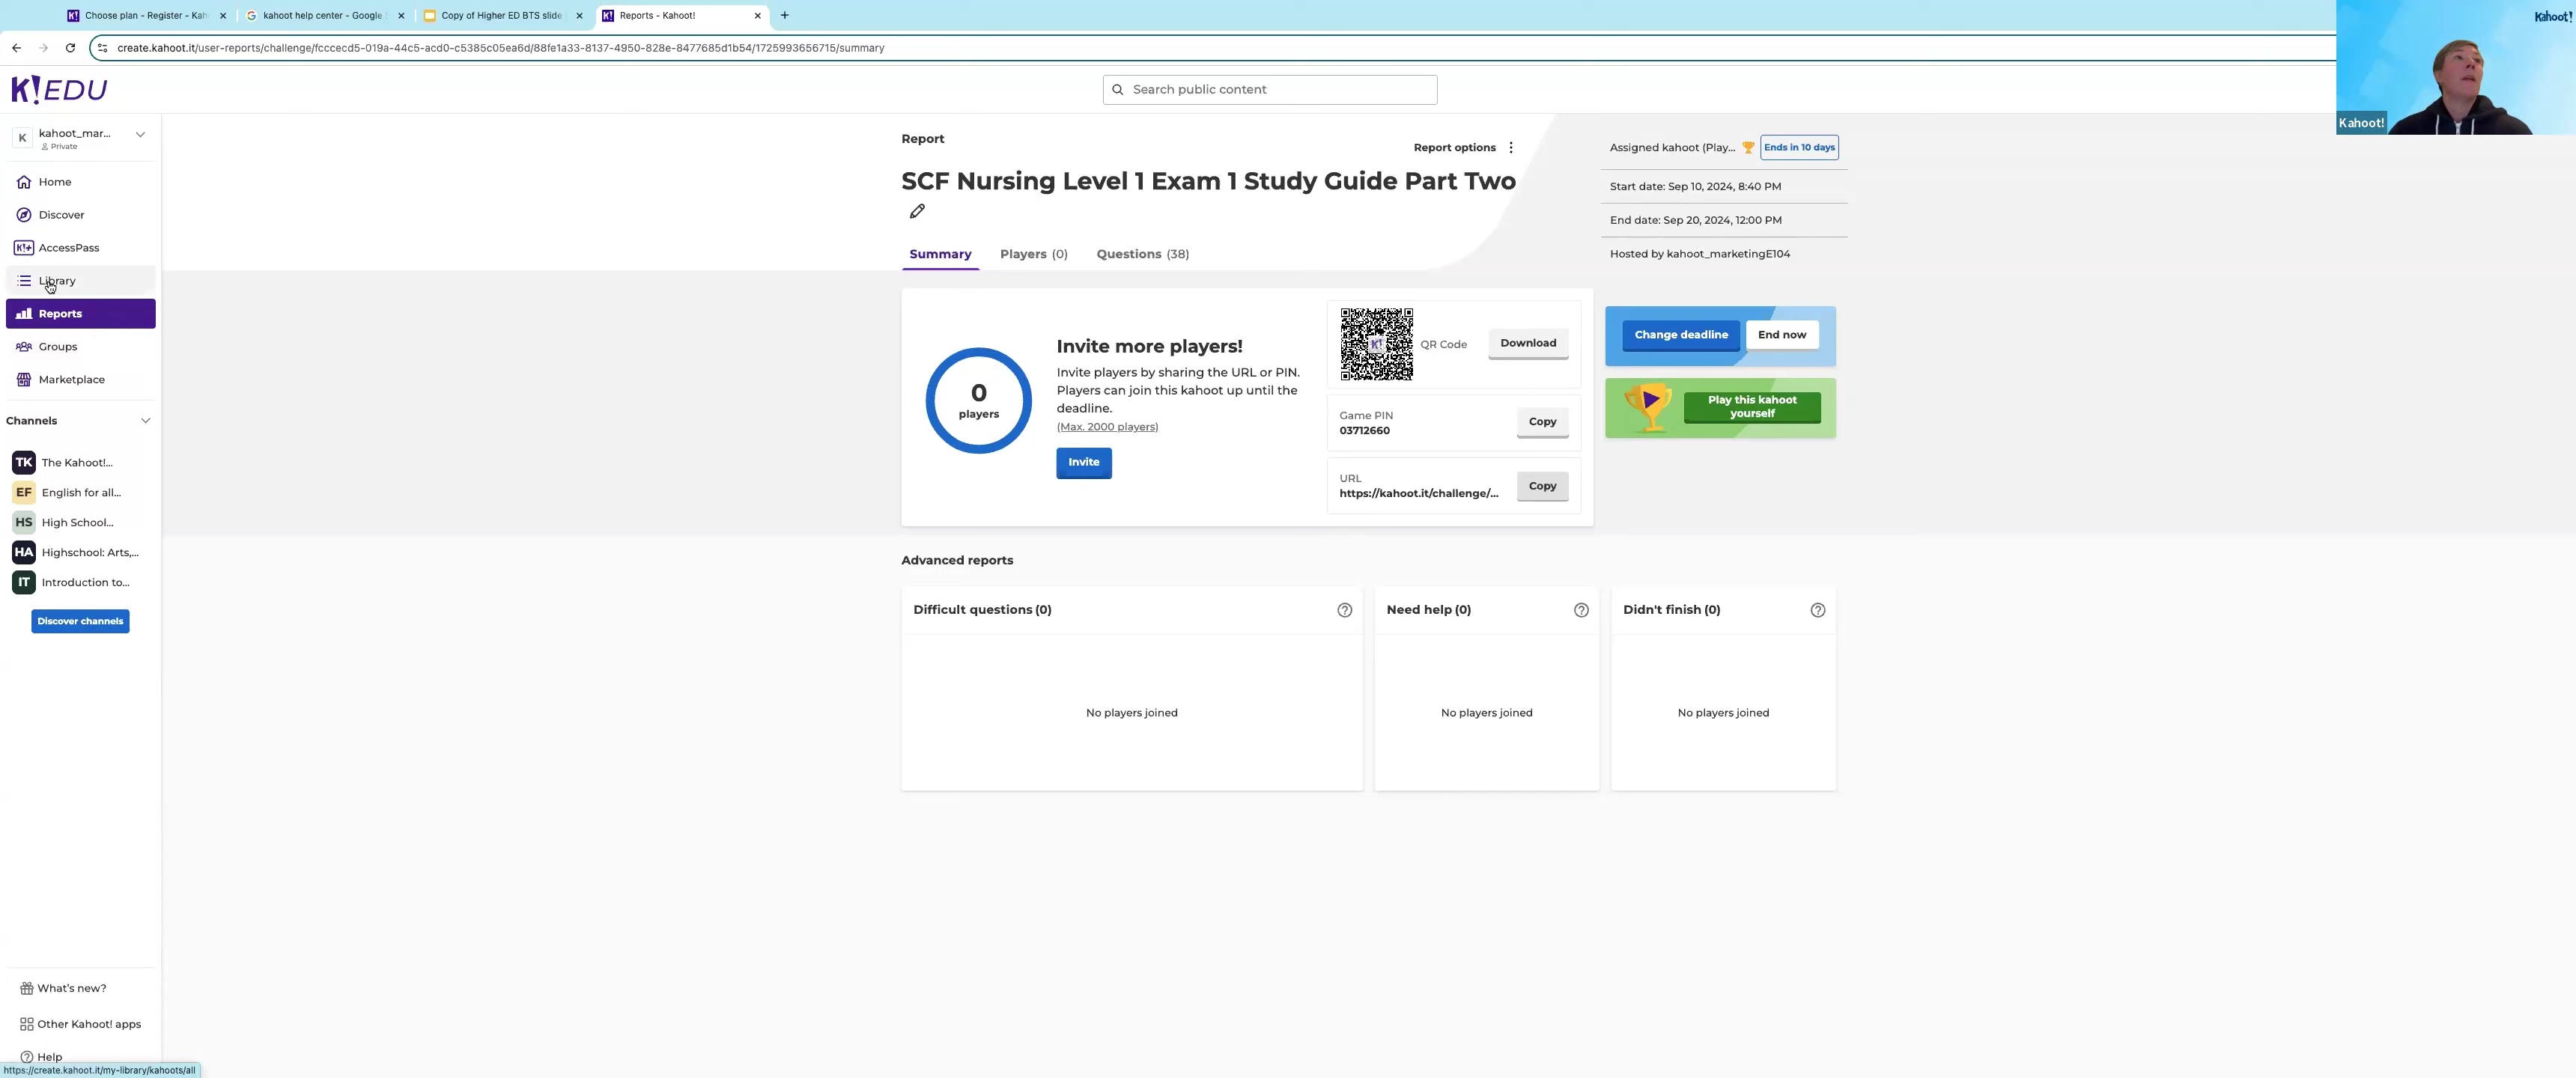 Choose plan - Register - Kah
kahoot help center - Google
Copy of Higher ED BTS slide
Reports - Kahoot!
create.kahoot.it/user-reports/challenge/fcccecd5-019a-44c5-acd0-c5385c05ea6d/88fe1a33-8137-4950-828e-8477685d1b54/1725993656715/summary
Kahoot!
Kahoot!
K!EDU
Search public content
K
kahoot_mar...
Private
Home
Discover
K!+ AccessPass
Library
Reports
Groups
Marketplace
Channels
TK The Kahoot!...
EF English for all...
HS High School...
HA Highschool: Arts,...
IT Introduction to...
Discover channels
What's new?
Other Kahoot! apps
Help
https://create.kahoot.it/my-library/kahoots/all
Report
Report options
SCF Nursing Level 1 Exam 1 Study Guide Part Two
Summary Players (0) Questions (38)
Assigned kahoot (Play... Ends in 10 days
Start date: Sep 10, 2024, 8:40 PM
End date: Sep 20, 2024, 12:00 PM
Hosted by kahoot_marketingE104
0
players
Invite more players!
Invite players by sharing the URL or PIN.
Players can join this kahoot up until the
deadline.
(Max. 2000 players)
Invite
K!
QR Code
Download
Game PIN
03712660
Copy
URL
https://kahoot.it/challenge/...
Copy
Change deadline
End now
Play this kahoot
yourself
Advanced reports
Difficult questions (0)
No players joined
Need help (0)
No players joined
Didn't finish (0)
No players joined